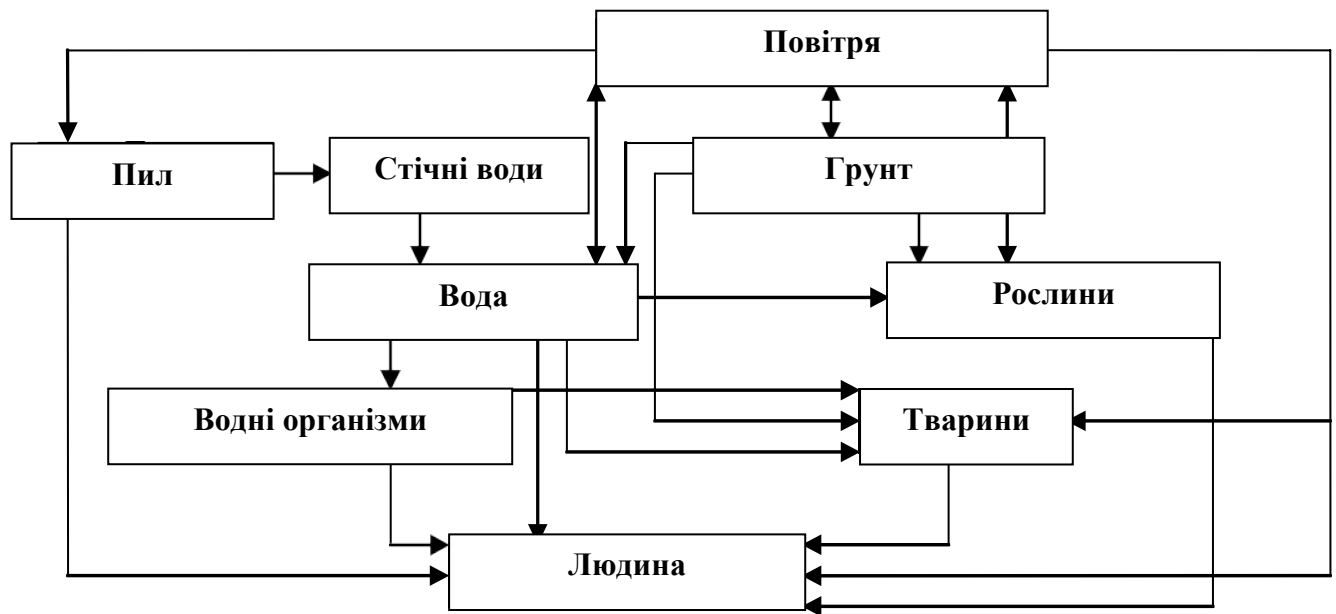 Повітря
Пил
Стічні води
Грунт
Вода
Рослини
Водні організми
Тварини
Людина